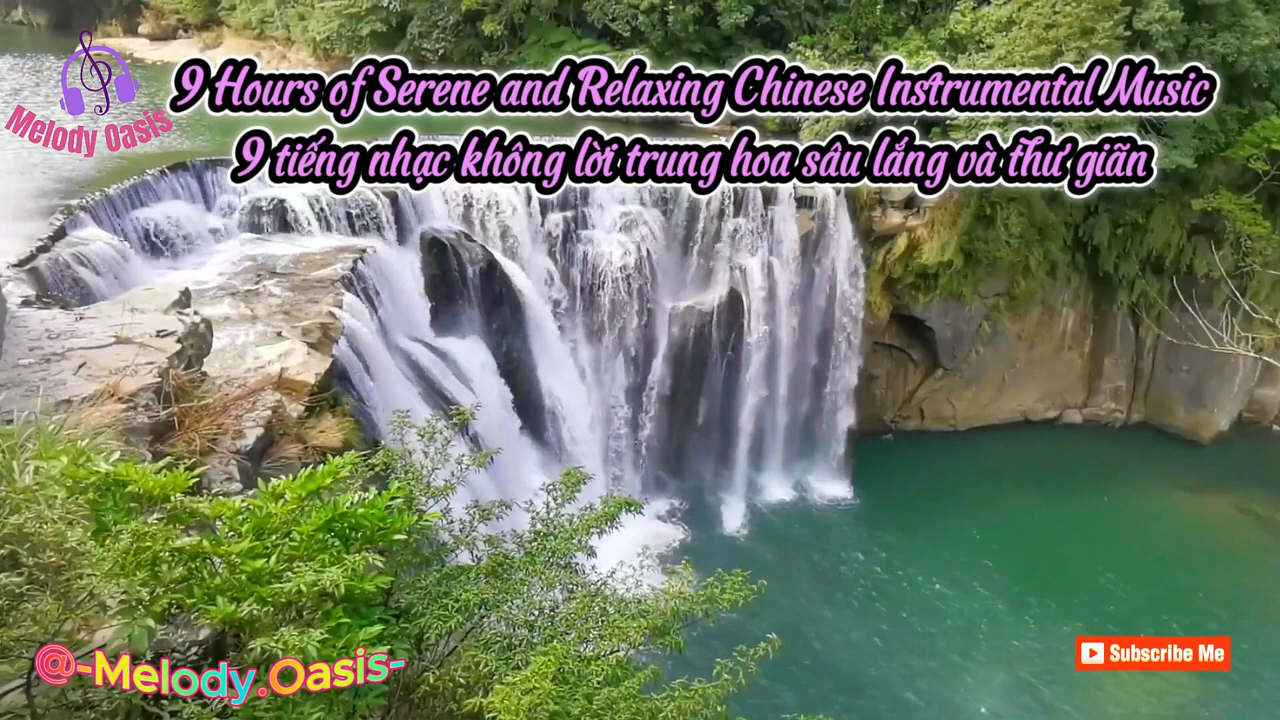 9 Hours of Serene and Relaxing Chinese Instrumental Music
9 tiếng nhạc không lời trung hoa sâu lắng và thư giãn
Melody Oasis
@-Melody.Oasis-
Subscribe Me